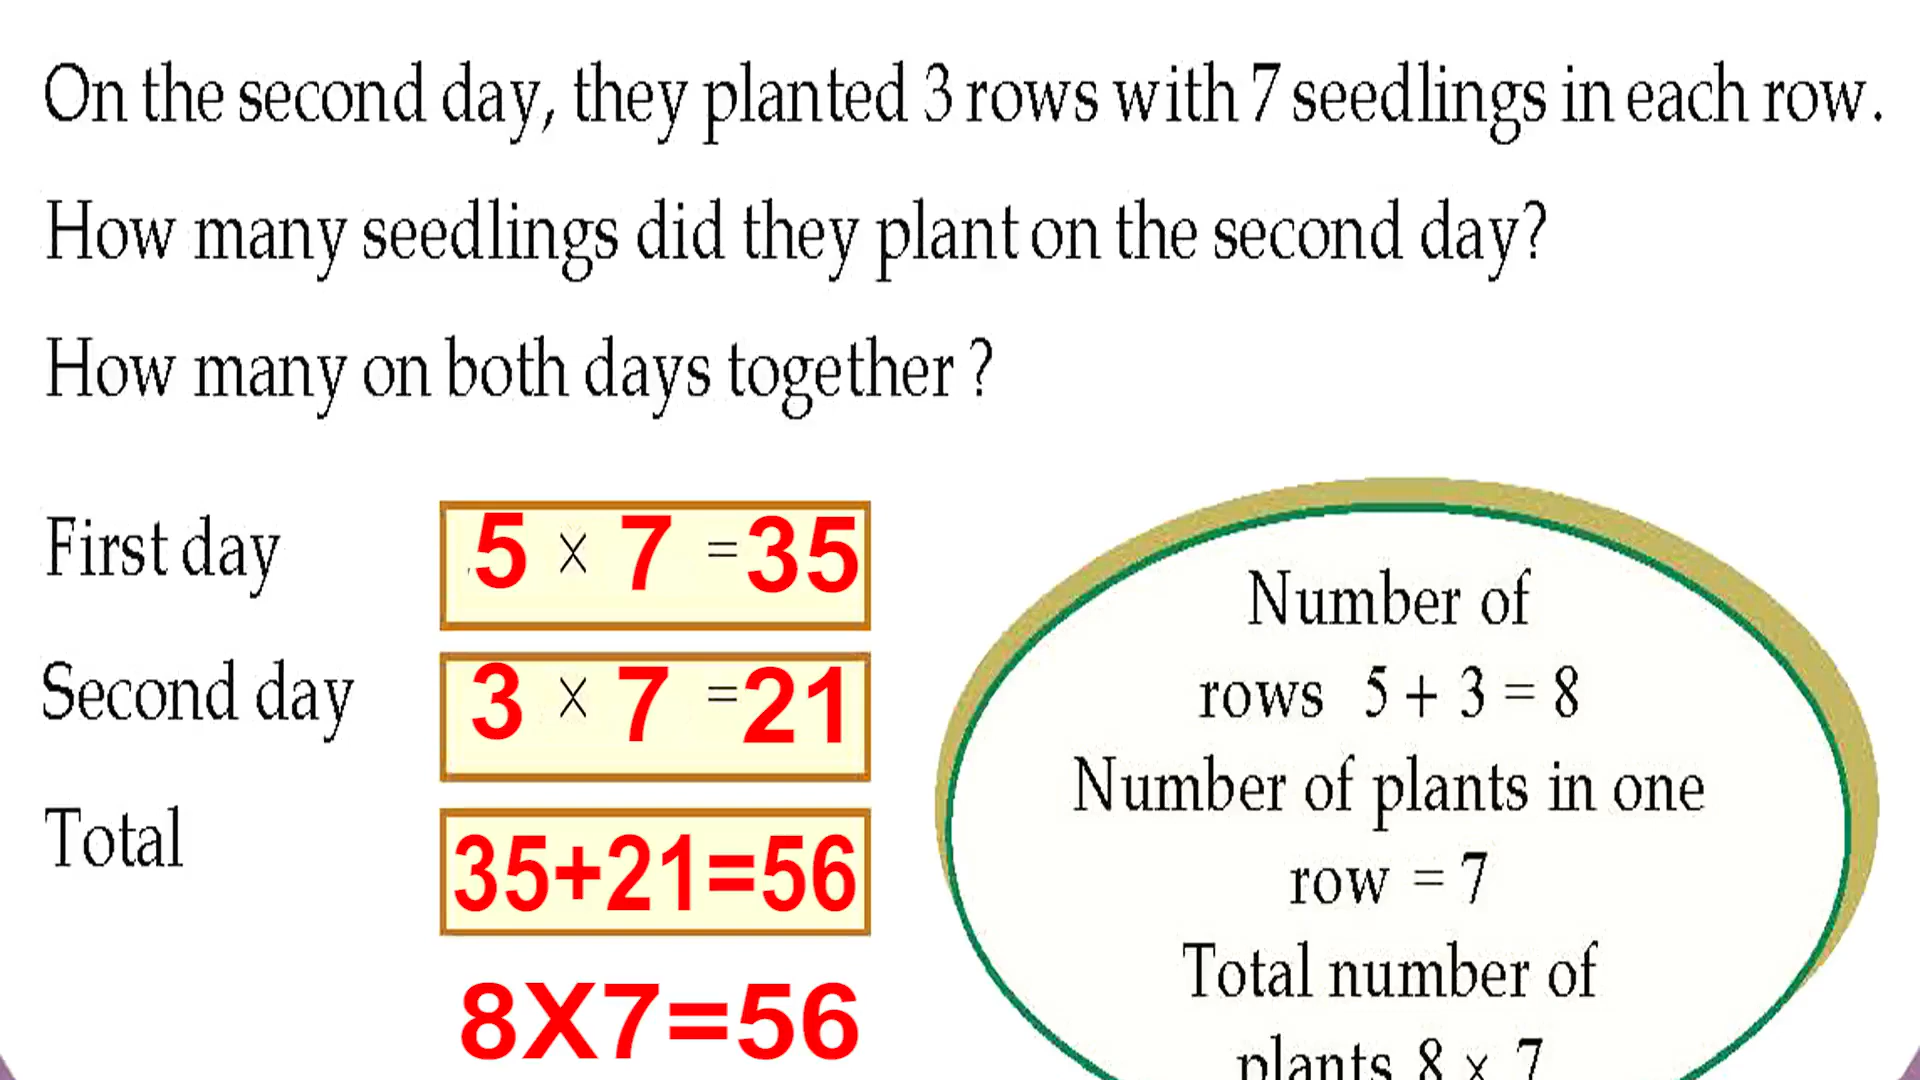 On the second day, they planted 3 rows with 7 seedlings in each row.
How many seedlings did they plant on the second day?
How many on both days together ?
First day 5 × 7 = 35
Second day 3 × 7 = 21
Total 35+21=56
8X7=56
Number of
rows 5 + 3 = 8
Number of plants in one
row = 7
Total number of
plants 8 × 7